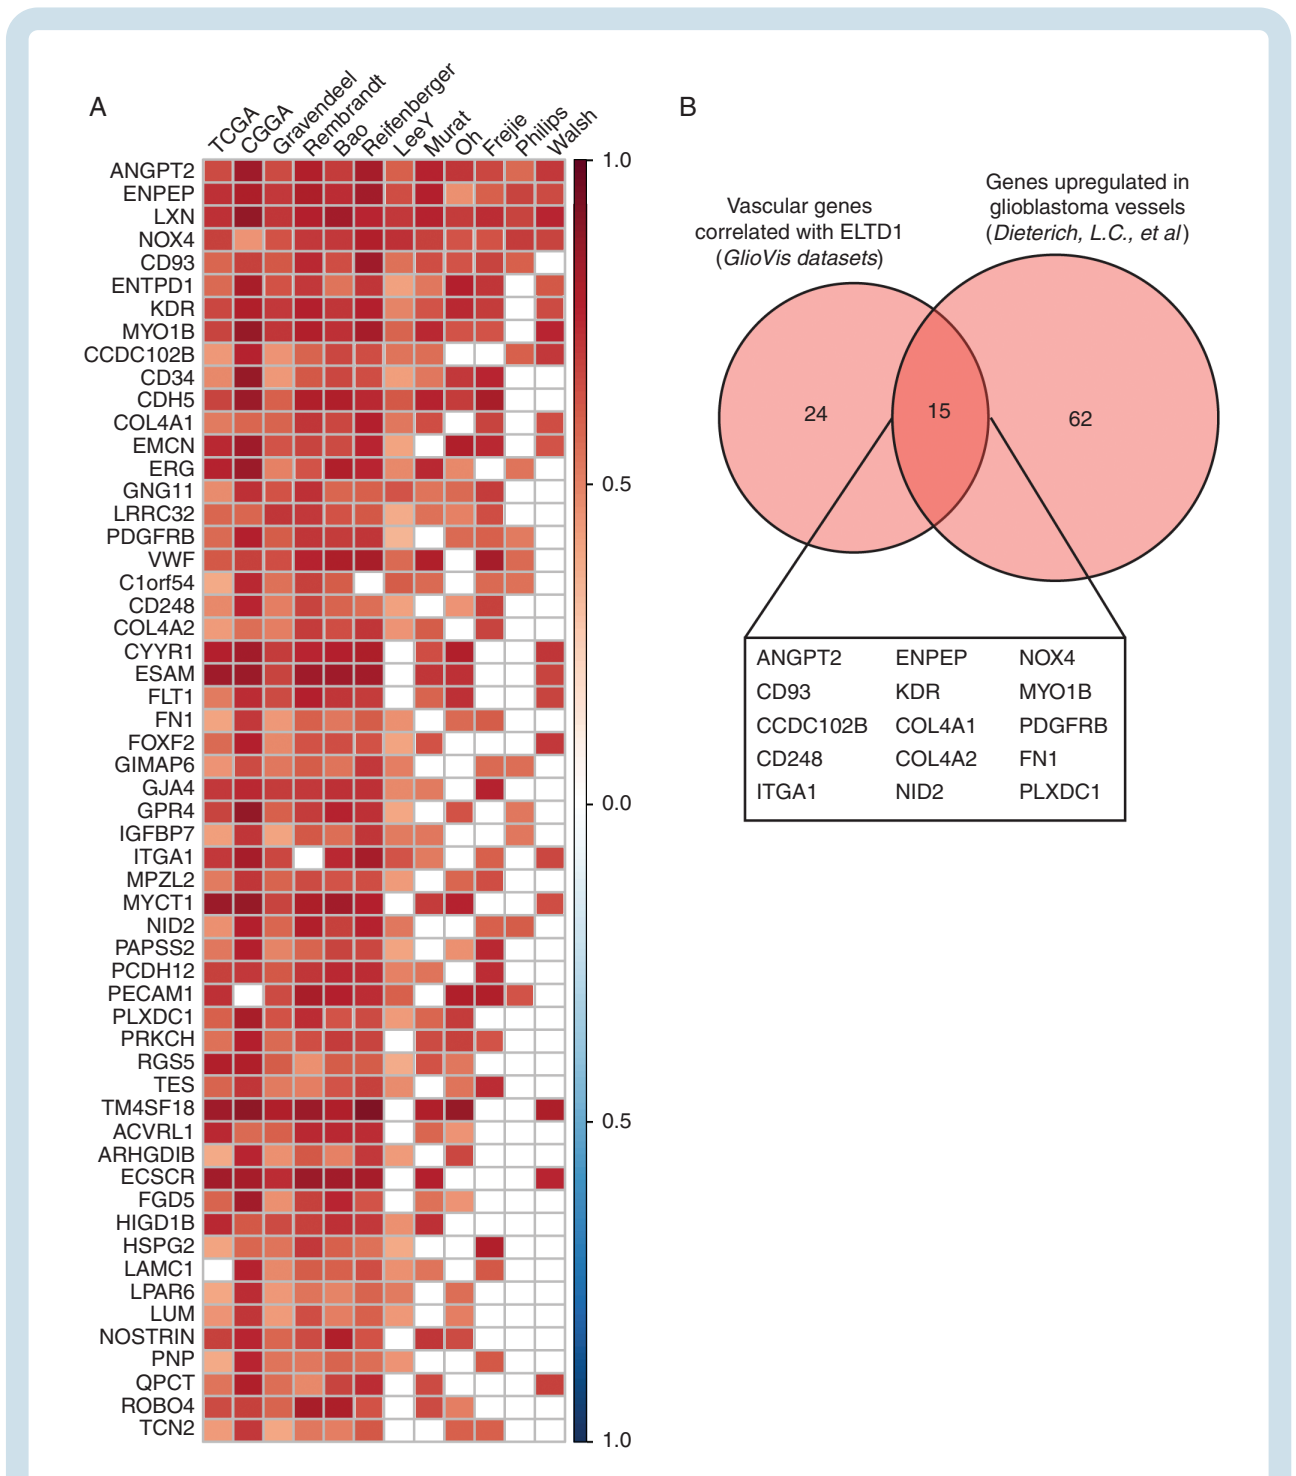 A
TCGA
CGGA
Gravendeel
Rembrandt
Bao
Reifenberger
LeeY
Murat
Oh
Frejie
Philips
Walsh
ANGPT2
ENPEP
LXN
NOX4
CD93
ENTPD1
KDR
MYO1B
CCDC102B
CD34
CDH5
COL4A1
EMCN
ERG
GNG11
LRRC32
PDGFRB
VWF
C1orf54
CD248
COL4A2
CYYR1
ESAM
FLT1
FN1
FOXF2
GIMAP6
GJA4
GPR4
IGFBP7
ITGA1
MPZL2
MYCT1
NID2
PAPSS2
PCDH12
PECAM1
PLXDC1
PRKCH
RGS5
TES
TM4SF18
ACVRL1
ARHGDIB
ECSCR
FGD5
HIGD1B
HSPG2
LAMC1
LPAR6
LUM
NOSTRIN
PNP
QPCT
ROBO4
TCN2
1.0
0.5
0.0
0.5
1.0
B
Vascular genes
correlated with ELTD1
(GlioVis datasets)
Genes upregulated in
glioblastoma vessels
(Dieterich, L.C., et al)
24 15 62
ANGPT2 ENPEP NOX4
CD93 KDR MYO1B
CCDC102B COL4A1 PDGFRB
CD248 COL4A2 FN1
ITGA1 NID2 PLXDC1